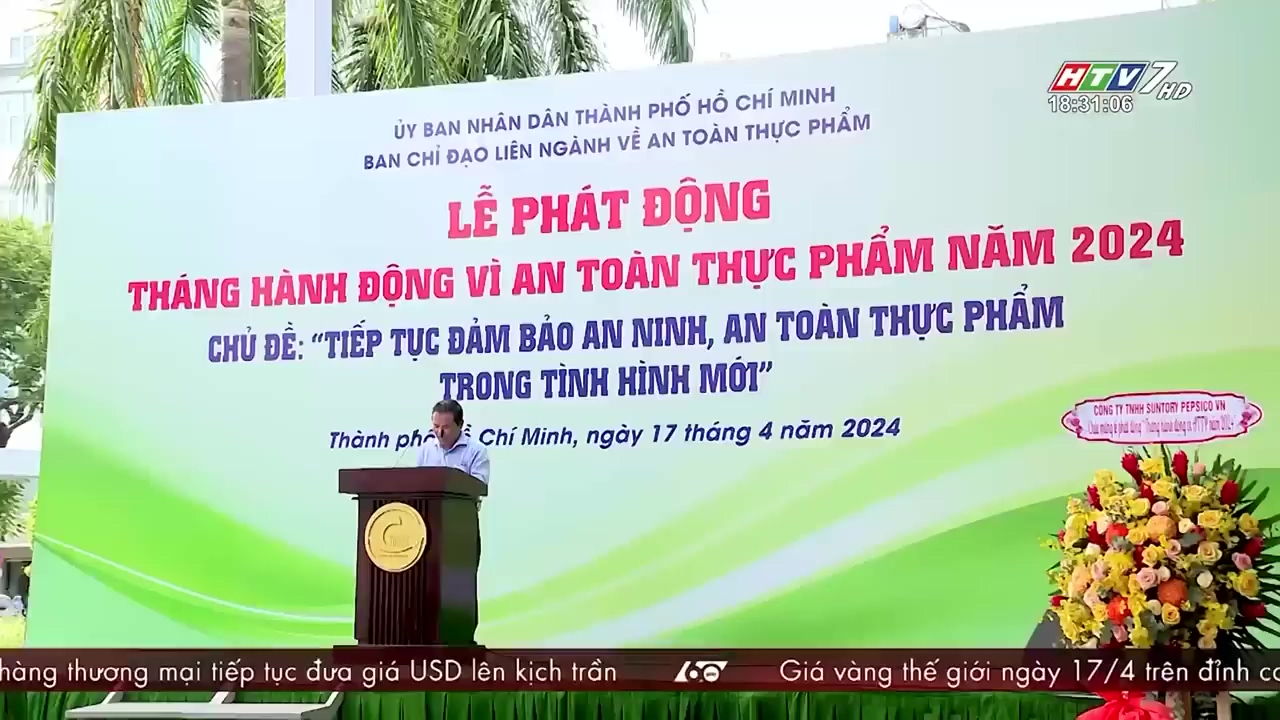 HTV7 HD
18:31:06
ỦY BAN NHÂN DÂN THÀNH PHỐ HỒ CHÍ MINH
BAN CHỈ ĐẠO LIÊN NGÀNH VỀ AN TOÀN THỰC PHẨM
LỄ PHÁT ĐỘNG
THÁNG HÀNH ĐỘNG VÌ AN TOÀN THỰC PHẨM NĂM 2024
CHỦ ĐỀ: “TIẾP TỤC ĐẢM BẢO AN NINH, AN TOÀN THỰC PHẨM
TRONG TÌNH HÌNH MỚI”
Thành phố Hồ Chí Minh, ngày 17 tháng 4 năm 2024
CÔNG TY TNHH SUNTORY PEPSICO VN
hàng thương mại tiếp tục đưa giá USD lên kịch trần
60
Giá vàng thế giới ngày 17/4 trên đỉnh